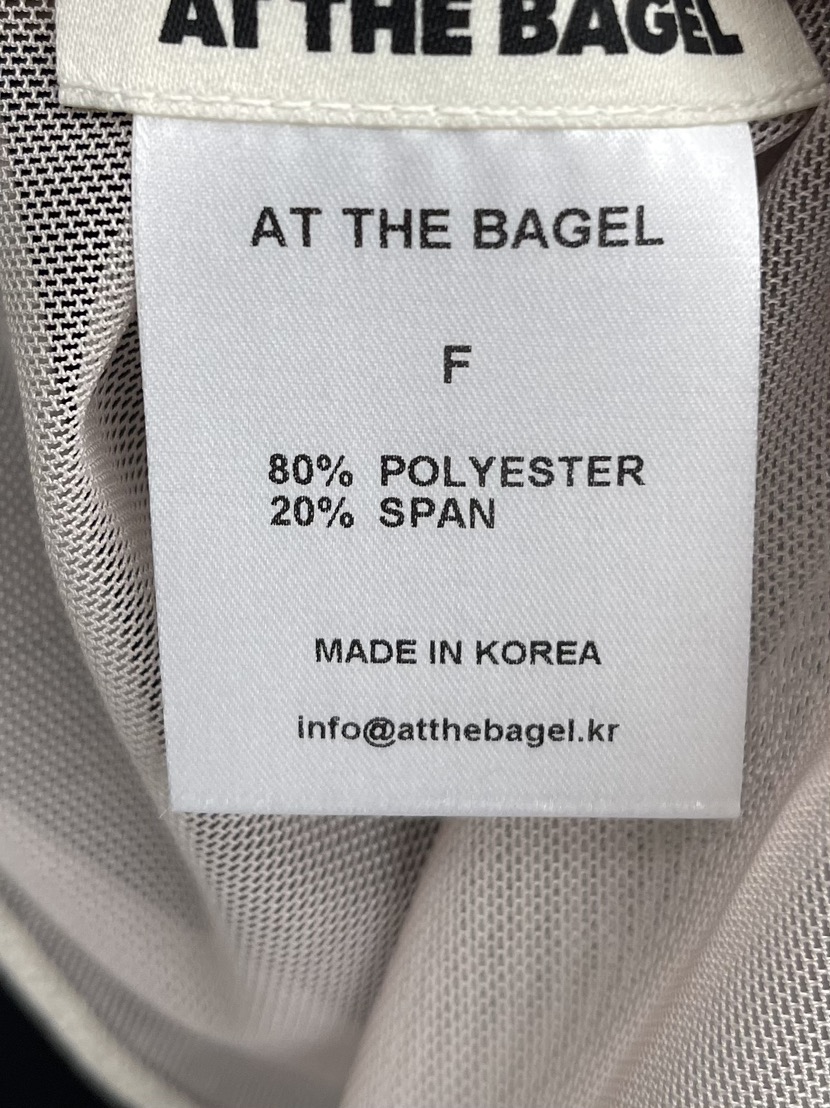 AT THE BAGEL
AT THE BAGEL
F
80% POLYESTER
20% SPAN
MADE IN KOREA
info@atthebagel.kr